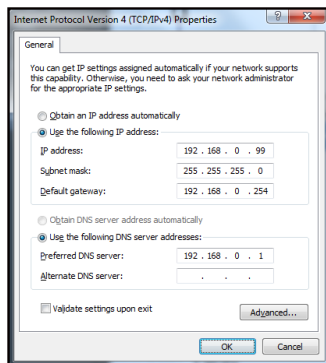 Internet Protocol Version 4 (TCP/IPv4) Properties
General
You can get IP settings assigned automatically if your network supports
this capability. Otherwise, you need to ask your network administrator
for the appropriate IP settings.
Obtain an IP address automatically
Use the following IP address:
IP address: 192 . 168 . 0 . 99
Subnet mask: 255 . 255 . 255 . 0
Default gateway: 192 . 168 . 0 . 254
Obtain DNS server address automatically
Use the following DNS server addresses:
Preferred DNS server: 192 . 168 . 0 . 1
Alternate DNS server: . . .
Validate settings upon exit
Advanced...
OK Cancel